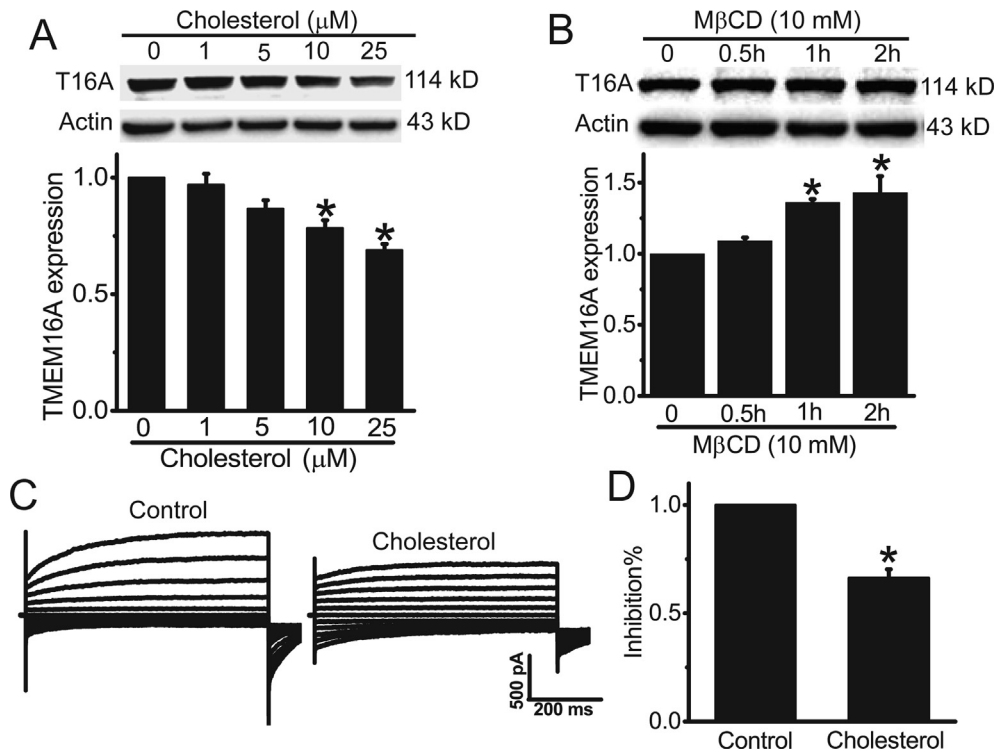 A
Cholesterol (μM)
0 1 5 10 25
T16A 114 kD
Actin 43 kD
TMEM16A expression
1.0
0.5
0.0
* *
0 1 5 10 25
Cholesterol (μM)
B
MβCD (10 mM)
0 0.5h 1h 2h
T16A 114 kD
Actin 43 kD
TMEM16A expression
1.5
1.0
0.5
0.0
* *
0 0.5h 1h 2h
MβCD (10 mM)
C
Control
Cholesterol
500 pA
200 ms
D
Inhibition%
1.0
0.5
0.0
*
Control Cholesterol